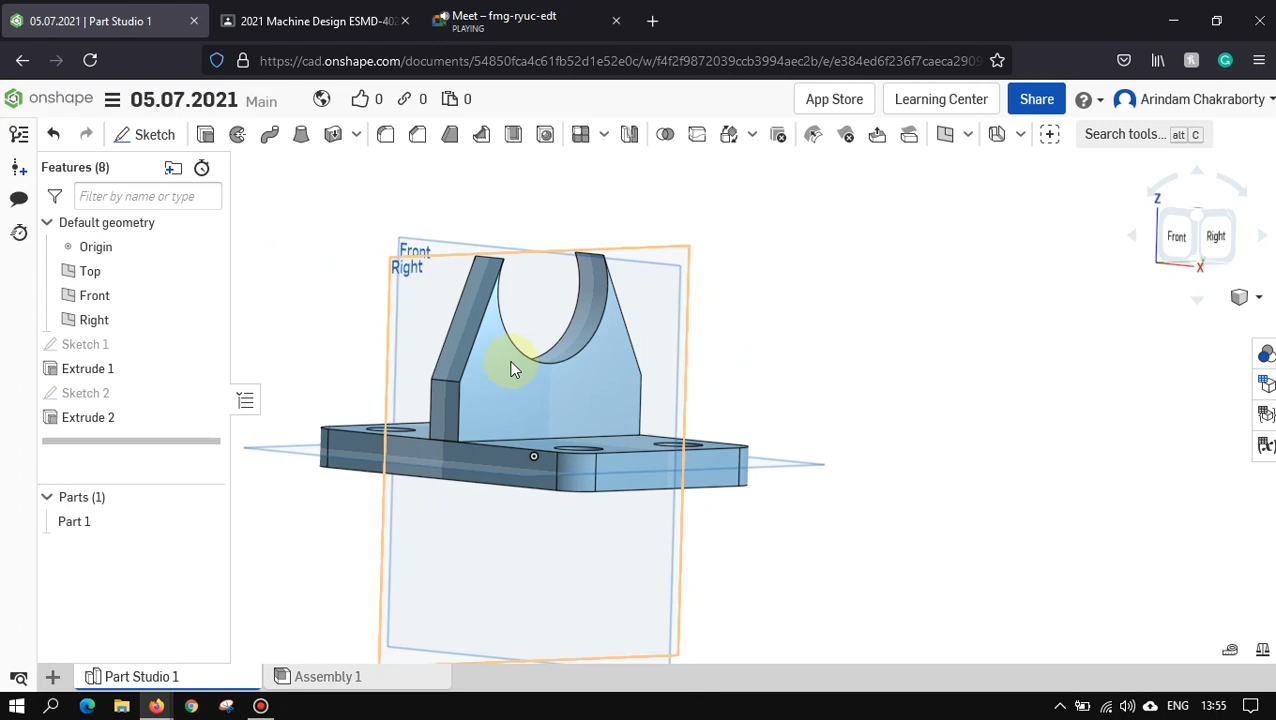 05.07.2021 | Part Studio 1
2021 Machine Design ESMD-402
Meet – fmg-ryuc-edt
PLAYING
https://cad.onshape.com/documents/54850fca4c61fb52d1e52e0c/w/f4f2f9872039ccb3994aec2b/e/e384ed6f236f7caeca2909
onshape
05.07.2021 Main
0
0
0
App Store
Learning Center
Share
Arindam Chakraborty
Sketch
Search tools... alt C
Features (8)
Filter by name or type
Default geometry
Origin
Top
Front
Right
Sketch 1
Extrude 1
Sketch 2
Extrude 2
Parts (1)
Part 1
Front
Right
Z
Front
Right
X
Part Studio 1
Assembly 1
ENG
13:55